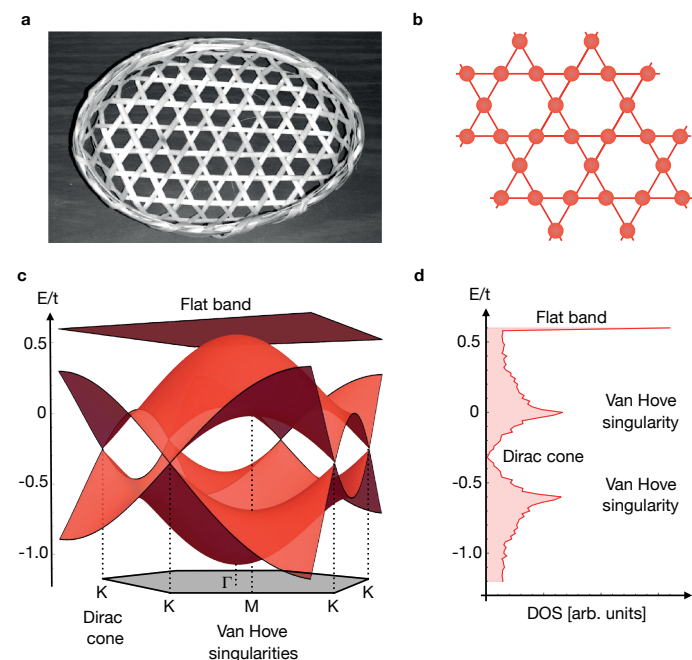 a
b
c
E/t
Flat band
0.5
0
-0.5
-1.0
Γ
K
K
M
K
K
Dirac
cone
Van Hove
singularities
d
E/t
Flat band
0.5
Van Hove
singularity
0
Dirac cone
-0.5
Van Hove
singularity
-1.0
DOS [arb. units]